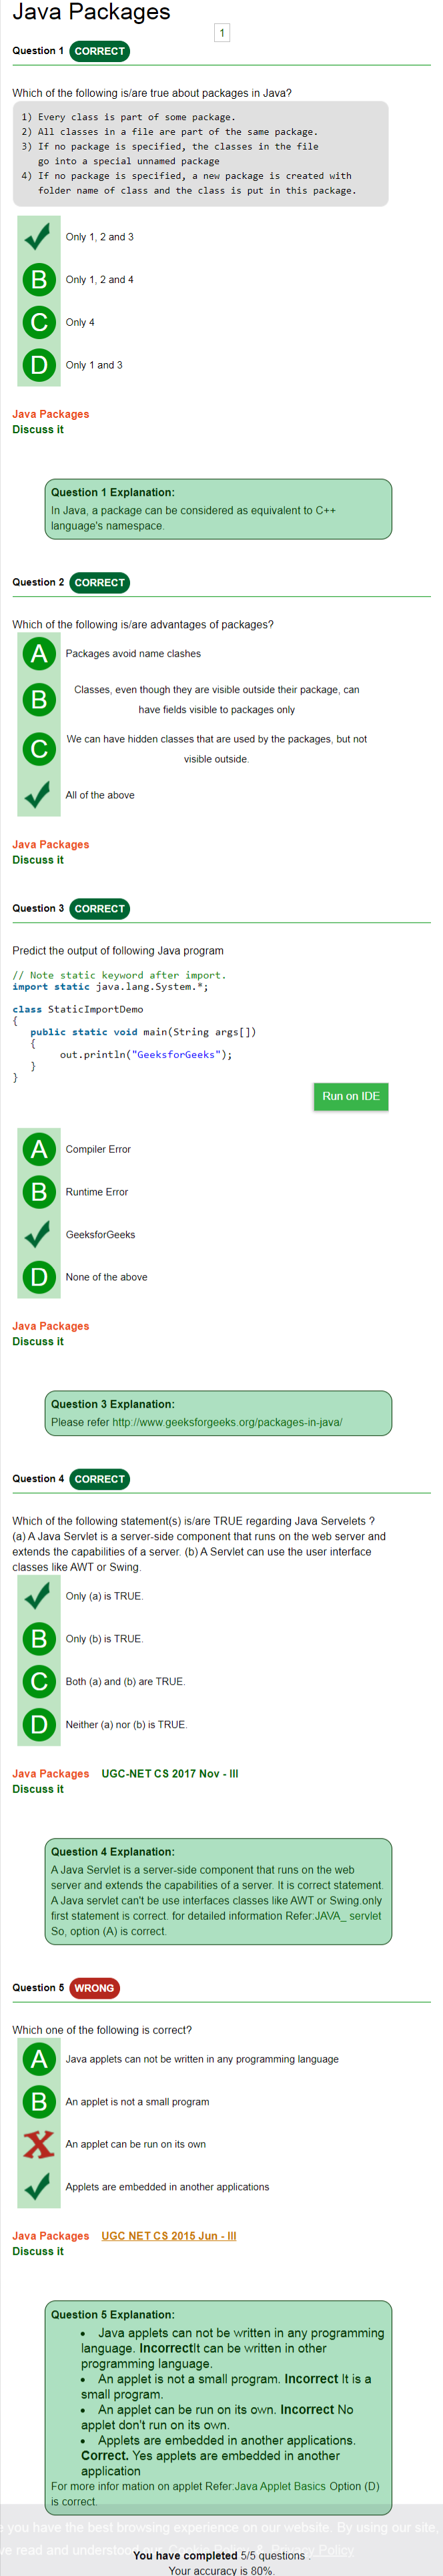 Java Packages
1
Question 1 CORRECT
Which of the following is/are true about packages in Java?
1) Every class is part of some package.
2) All classes in a file are part of the same package.
3) If no package is specified, the classes in the file
go into a special unnamed package
4) If no package is specified, a new package is created with
folder name of class and the class is put in this package.
Only 1, 2 and 3
B Only 1, 2 and 4
C Only 4
D Only 1 and 3
Java Packages
Discuss it
Question 1 Explanation:
In Java, a package can be considered as equivalent to C++
language's namespace.
Question 2 CORRECT
Which of the following is/are advantages of packages?
A Packages avoid name clashes
B Classes, even though they are visible outside their package, can
have fields visible to packages only
C We can have hidden classes that are used by the packages, but not
visible outside.
All of the above
Java Packages
Discuss it
Question 3 CORRECT
Predict the output of following Java program
// Note static keyword after import.
import static java.lang.System.*;
class StaticImportDemo
{
public static void main(String args[])
{
out.println("GeeksforGeeks");
}
}
Run on IDE
A Compiler Error
B Runtime Error
GeeksforGeeks
D None of the above
Java Packages
Discuss it
Question 3 Explanation:
Please refer http://www.geeksforgeeks.org/packages-in-java/
Question 4 CORRECT
Which of the following statement(s) is/are TRUE regarding Java Servelets ?
(a) A Java Servlet is a server-side component that runs on the web server and
extends the capabilities of a server. (b) A Servlet can use the user interface
classes like AWT or Swing.
Only (a) is TRUE.
B Only (b) is TRUE.
C Both (a) and (b) are TRUE.
D Neither (a) nor (b) is TRUE.
Java Packages UGC-NET CS 2017 Nov - III
Discuss it
Question 4 Explanation:
A Java Servlet is a server-side component that runs on the web
server and extends the capabilities of a server. It is correct statement.
A Java servlet can't be use interfaces classes like AWT or Swing.only
first statement is correct. for detailed information Refer:JAVA_ servlet
So, option (A) is correct.
Question 5 WRONG
Which one of the following is correct?
A Java applets can not be written in any programming language
B An applet is not a small program
An applet can be run on its own
Applets are embedded in another applications
Java Packages UGC NET CS 2015 Jun - III
Discuss it
Question 5 Explanation:
• Java applets can not be written in any programming
language. IncorrectIt can be written in other
programming language.
• An applet is not a small program. Incorrect It is a
small program.
• An applet can be run on its own. Incorrect No
applet don't run on its own.
• Applets are embedded in another applications.
Correct. Yes applets are embedded in another
application
For more infor mation on applet Refer:Java Applet Basics Option (D)
is correct.
you have the best browsing experience on our website. By using our site,
read and understood Policy
You have completed 5/5 questions .
Your accuracy is 80%.